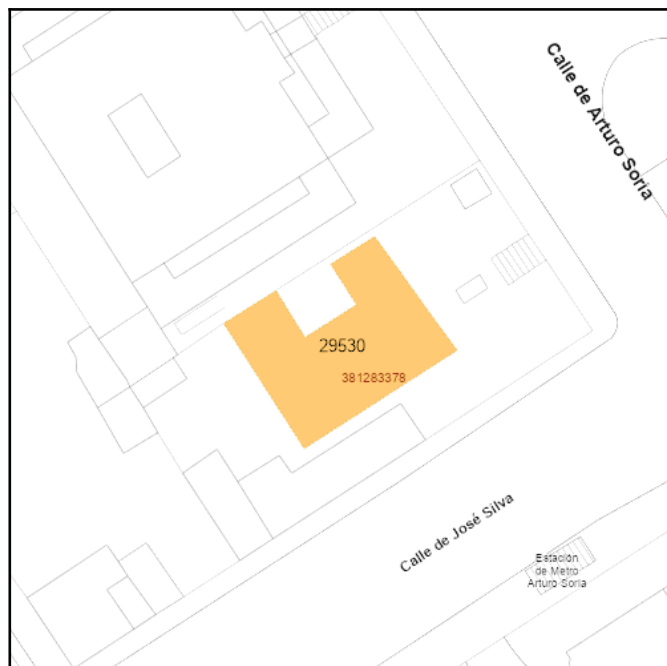 Calle de Arturo Soria
29530
381283378
Calle de José Silva
Estación
de Metro
Arturo Soria